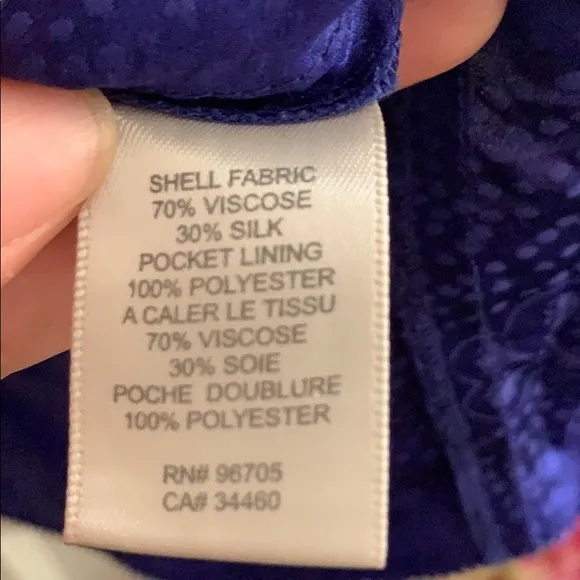 SHELL FABRIC
70% VISCOSE
30% SILK
POCKET LINING
100% POLYESTER
A CALER LE TISSU
70% VISCOSE
30% SOIE
POCHE DOUBLURE
100% POLYESTER
RN# 96705
CA# 34460